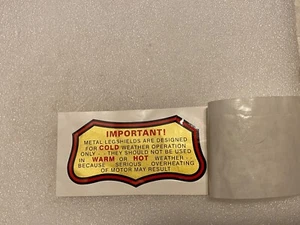 IMPORTANT!
METAL LEGSHIELDS ARE DESIGNED
FOR COLD WEATHER OPERATION
ONLY - - THEY SHOULD NOT BE USED
IN WARM OR HOT WEATHER - -
BECAUSE SERIOUS OVERHEATING
OF MOTOR MAY RESULT